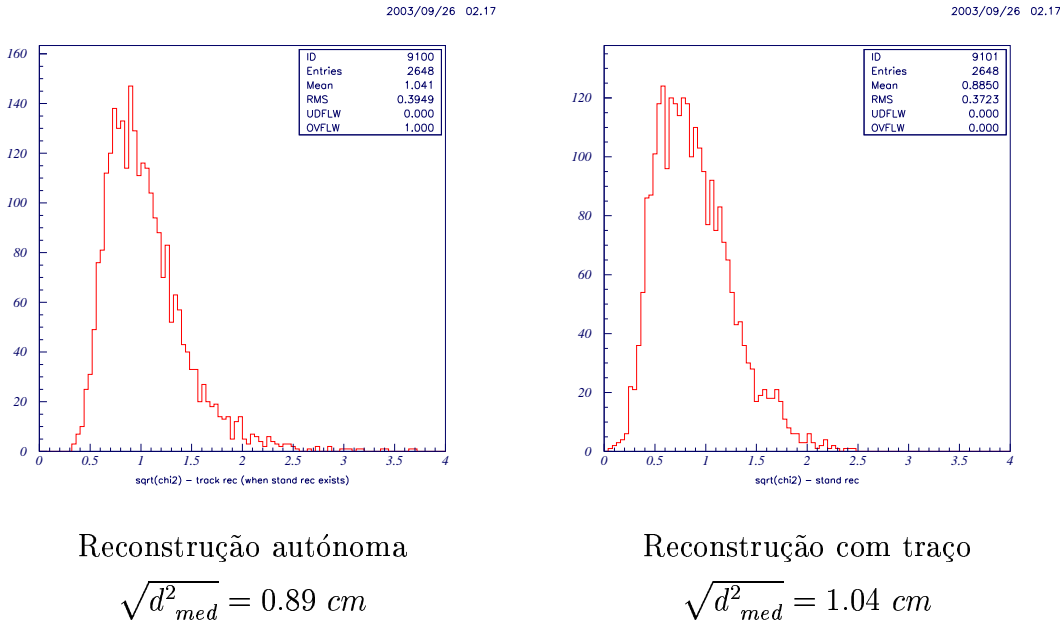 2003/09/26 02.17
160
140
120
100
80
60
40
20
0
ID 9100
Entries 2648
Mean 1.041
RMS 0.3949
UDFLW 0.000
OVFLW 1.000
0 0.5 1 1.5 2 2.5 3 3.5 4
sqrt(chi2) - track rec (when stand rec exists)
Reconstrução autónoma
√d²med = 0.89 cm
2003/09/26 02.17
120
100
80
60
40
20
0
ID 9101
Entries 2648
Mean 0.8850
RMS 0.3723
UDFLW 0.000
OVFLW 0.000
0 0.5 1 1.5 2 2.5 3 3.5 4
sqrt(chi2) - stand rec
Reconstrução com traço
√d²med = 1.04 cm